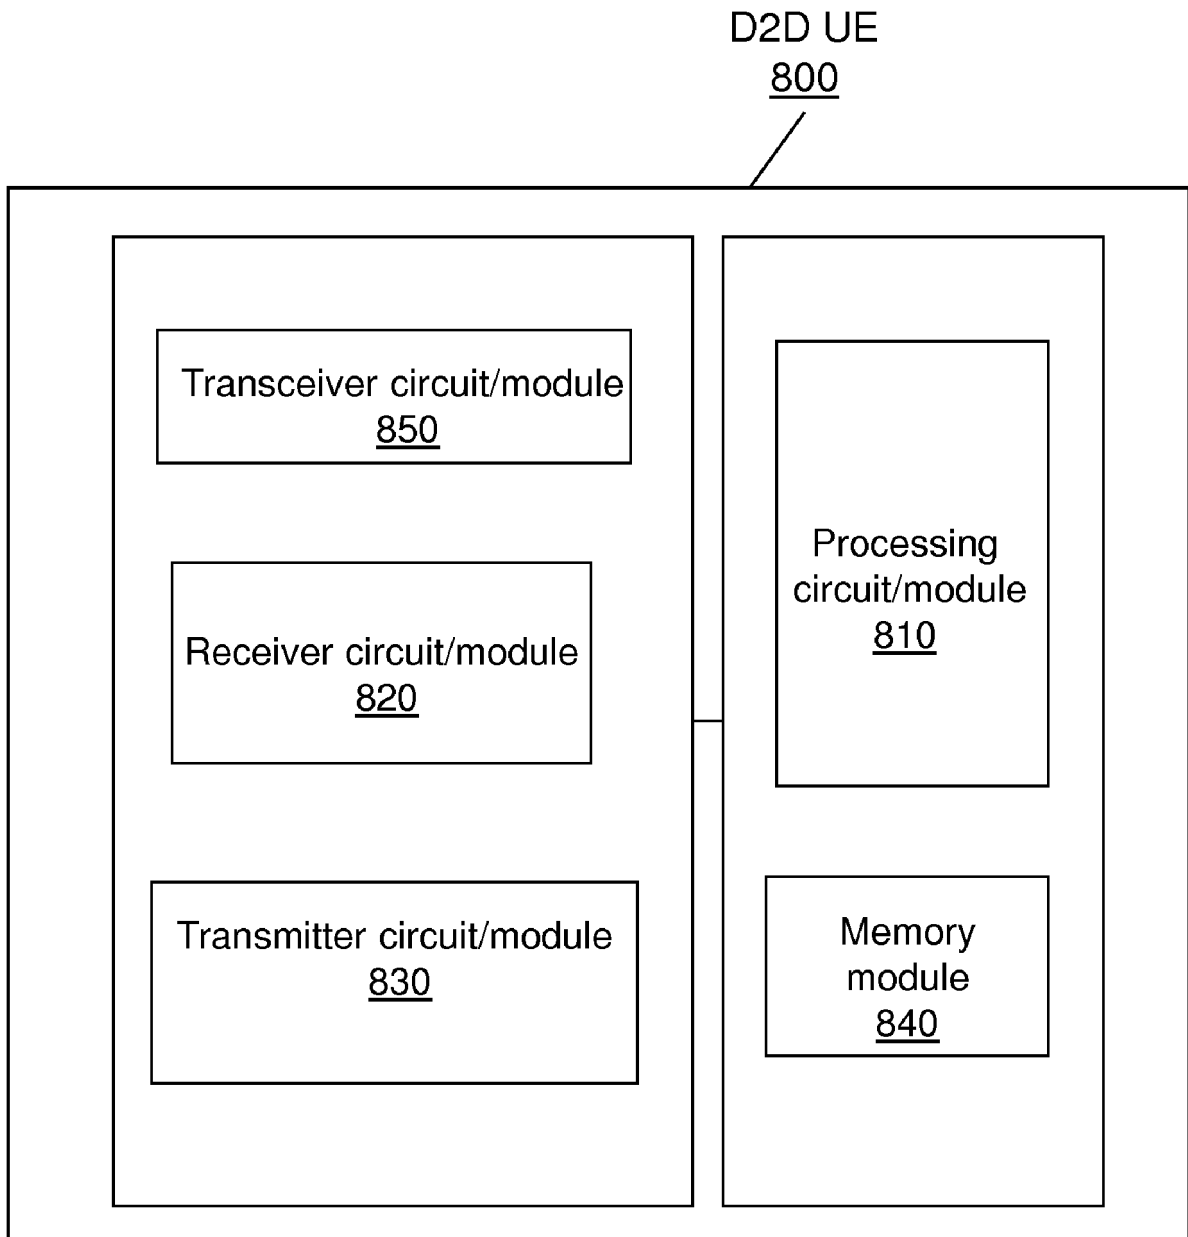 D2D UE
800
Transceiver circuit/module
850
Receiver circuit/module
820
Transmitter circuit/module
830
Processing
circuit/module
810
Memory
module
840